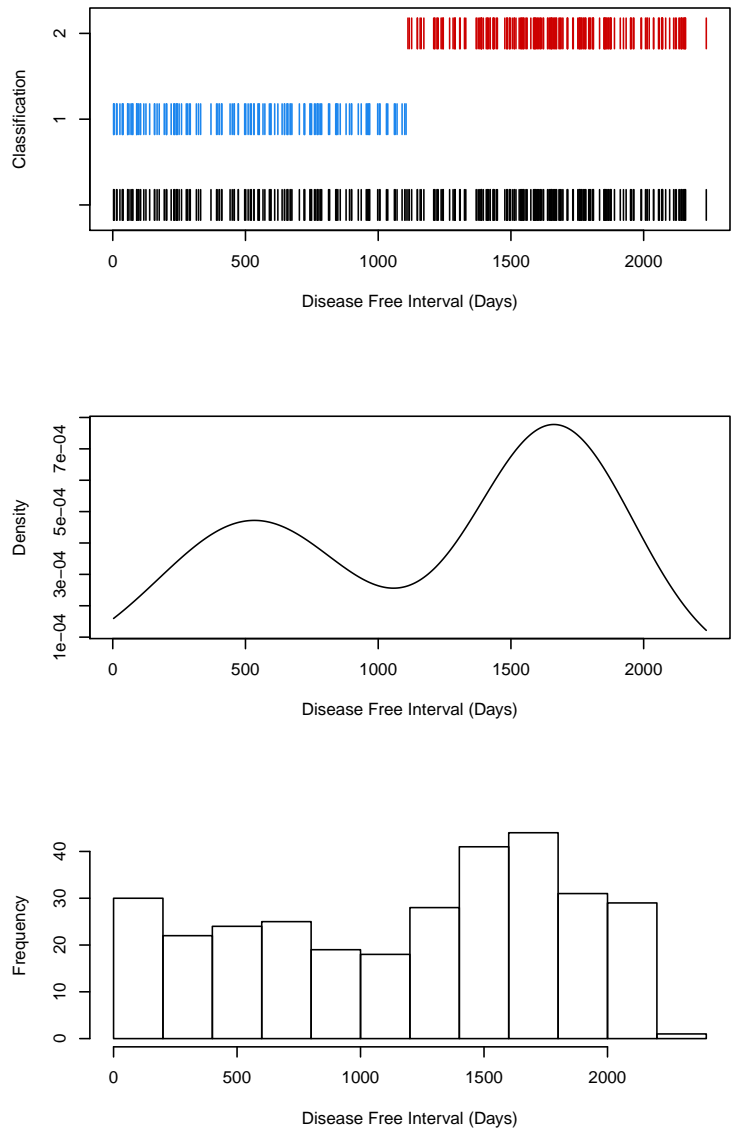 2
1
Classification
0 500 1000 1500 2000
Disease Free Interval (Days)
7e−04
5e−04
3e−04
1e−04
Density
0 500 1000 1500 2000
Disease Free Interval (Days)
40
30
20
10
0
Frequency
0 500 1000 1500 2000
Disease Free Interval (Days)